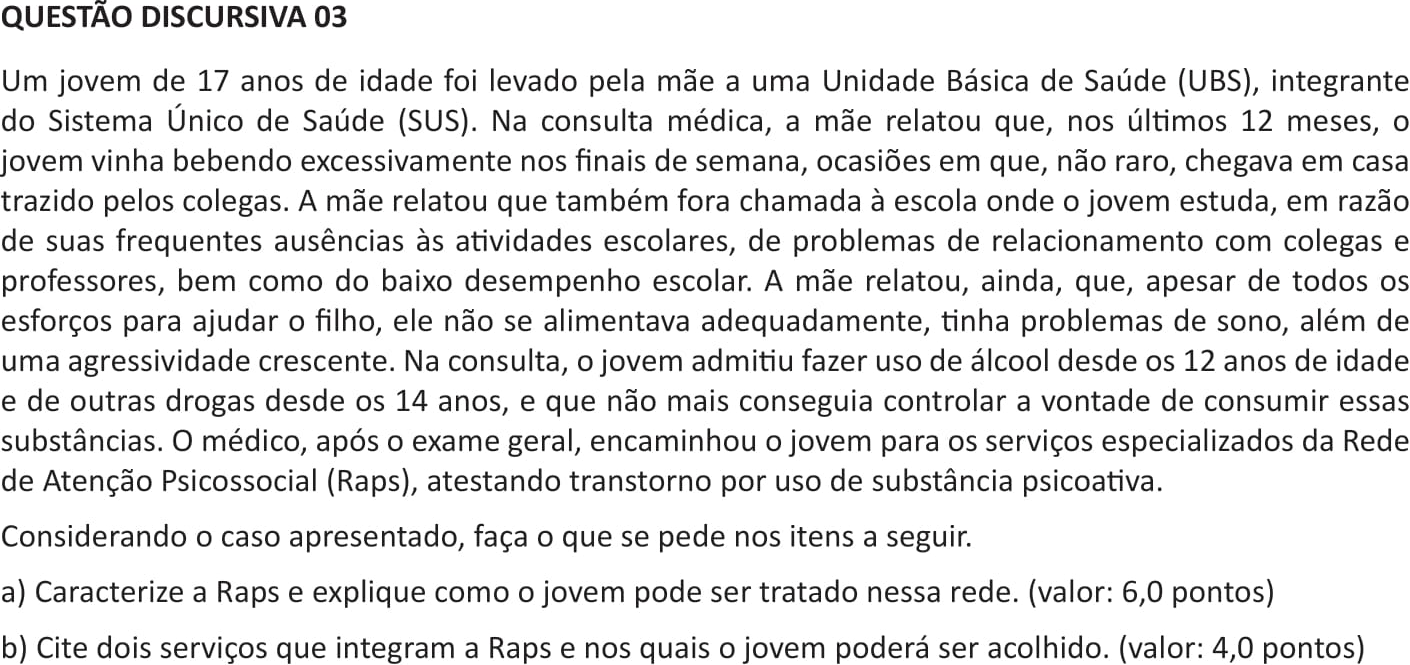 QUESTÃO DISCURSIVA 03
Um jovem de 17 anos de idade foi levado pela mãe a uma Unidade Básica de Saúde (UBS), integrante
do Sistema Único de Saúde (SUS). Na consulta médica, a mãe relatou que, nos últimos 12 meses, o
jovem vinha bebendo excessivamente nos finais de semana, ocasiões em que, não raro, chegava em casa
trazido pelos colegas. A mãe relatou que também fora chamada à escola onde o jovem estuda, em razão
de suas frequentes ausências às atividades escolares, de problemas de relacionamento com colegas e
professores, bem como do baixo desempenho escolar. A mãe relatou, ainda, que, apesar de todos os
esforços para ajudar o filho, ele não se alimentava adequadamente, tinha problemas de sono, além de
uma agressividade crescente. Na consulta, o jovem admitiu fazer uso de álcool desde os 12 anos de idade
e de outras drogas desde os 14 anos, e que não mais conseguia controlar a vontade de consumir essas
substâncias. O médico, após o exame geral, encaminhou o jovem para os serviços especializados da Rede
de Atenção Psicossocial (Raps), atestando transtorno por uso de substância psicoativa.
Considerando o caso apresentado, faça o que se pede nos itens a seguir.
a) Caracterize a Raps e explique como o jovem pode ser tratado nessa rede. (valor: 6,0 pontos)
b) Cite dois serviços que integram a Raps e nos quais o jovem poderá ser acolhido. (valor: 4,0 pontos)